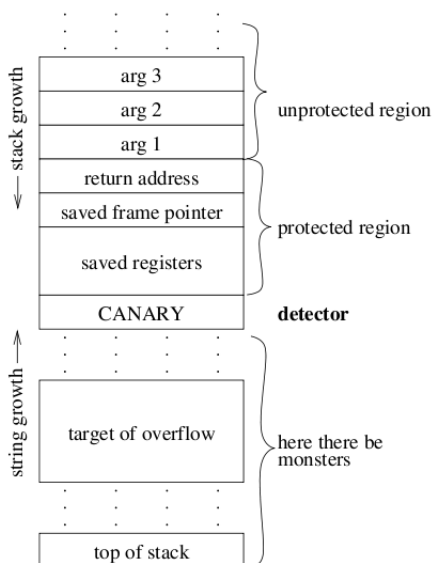 arg 3
arg 2
arg 1
unprotected region
stack growth
return address
saved frame pointer
saved registers
protected region
CANARY
detector
string growth
target of overflow
here there be
monsters
top of stack